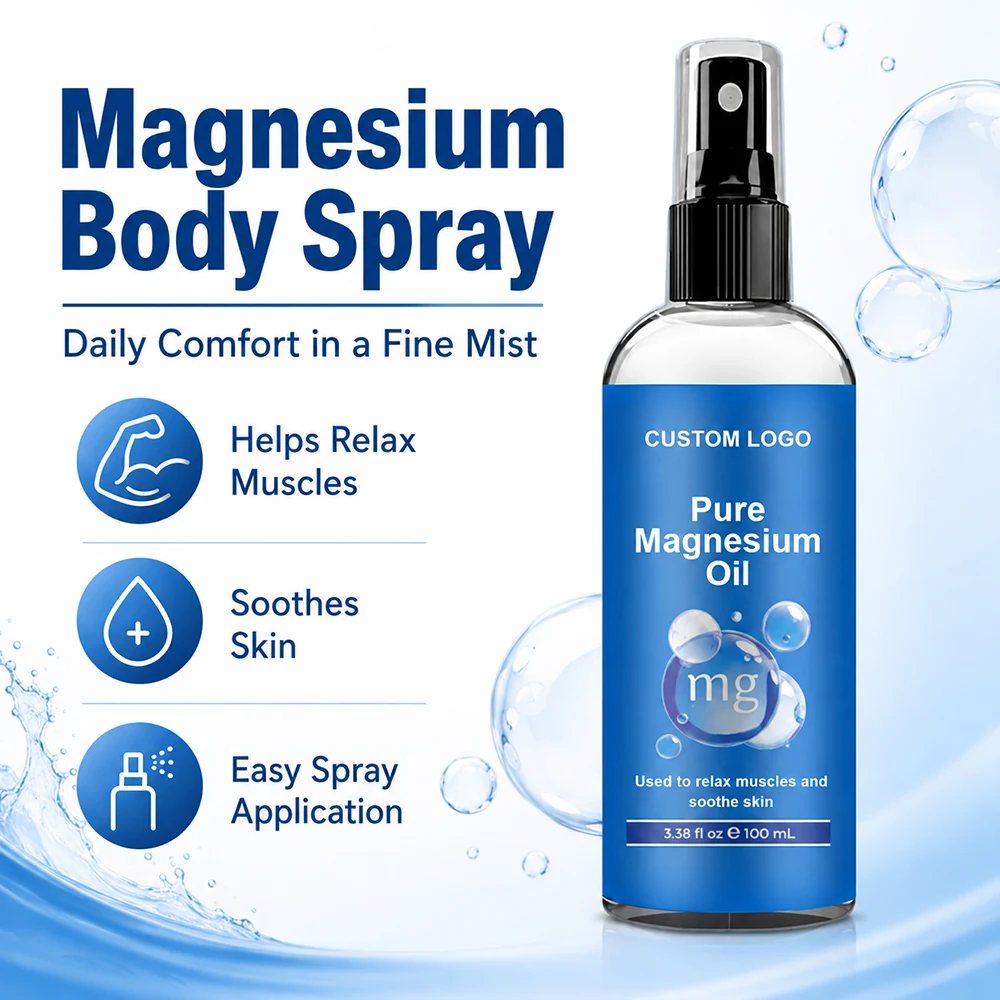 Magnesium
Body Spray
Daily Comfort in a Fine Mist
Helps Relax
Muscles
Soothes
Skin
Easy Spray
Application
CUSTOM LOGO
Pure
Magnesium
Oil
mg
Used to relax muscles and
soothe skin
3.38 fl oz ℮ 100 mL